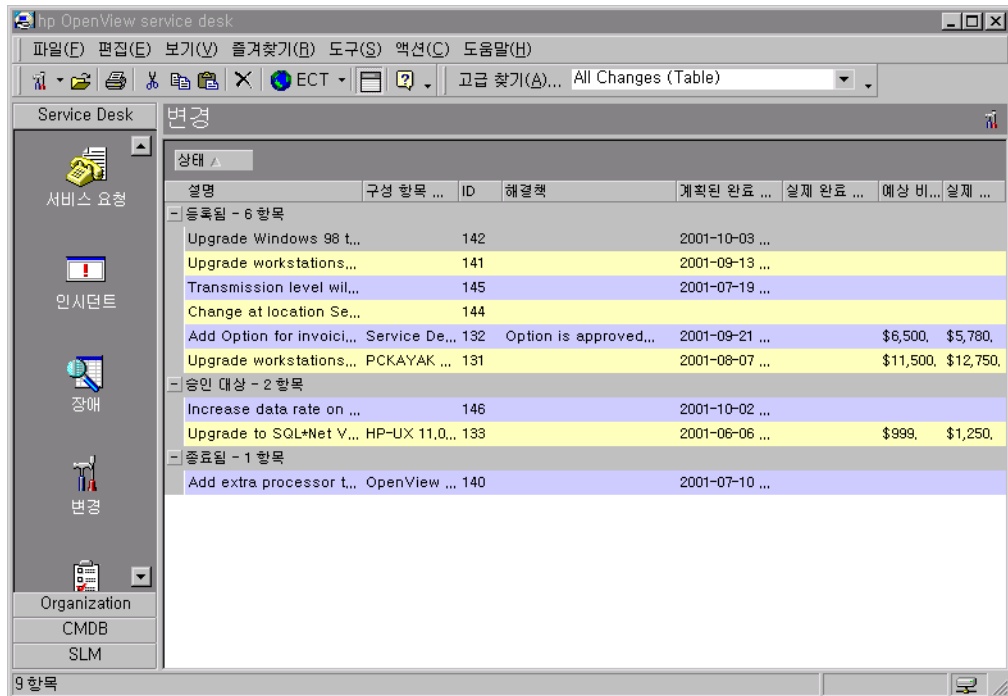 hp OpenView service desk
파일(F) 편집(E) 보기(V) 즐겨찾기(R) 도구(S) 액션(C) 도움말(H)
ECT 고급 찾기(A)... All Changes (Table)
Service Desk
변경
서비스 요청
인시던트
장애
변경
Organization
CMDB
SLM
상태
설명 구성 항목 ... ID 해결책 계획된 완료 ... 실제 완료 ... 예상 비... 실제 ...
등록됨 - 6 항목
Upgrade Windows 98 t... 142 2001-10-03 ...
Upgrade workstations... 141 2001-09-13 ...
Transmission level wil... 145 2001-07-19 ...
Change at location Se... 144
Add Option for invoici... Service De... 132 Option is approved... 2001-09-21 ... $6,500. $5,780.
Upgrade workstations... PCKAYAK ... 131 2001-08-07 ... $11,500. $12,750.
승인 대상 - 2 항목
Increase data rate on ... 146 2001-10-02 ...
Upgrade to SQL*Net V... HP-UX 11.0... 133 2001-06-06 ... $999. $1,250.
종료됨 - 1 항목
Add extra processor t... OpenView ... 140 2001-07-10 ...
9 항목